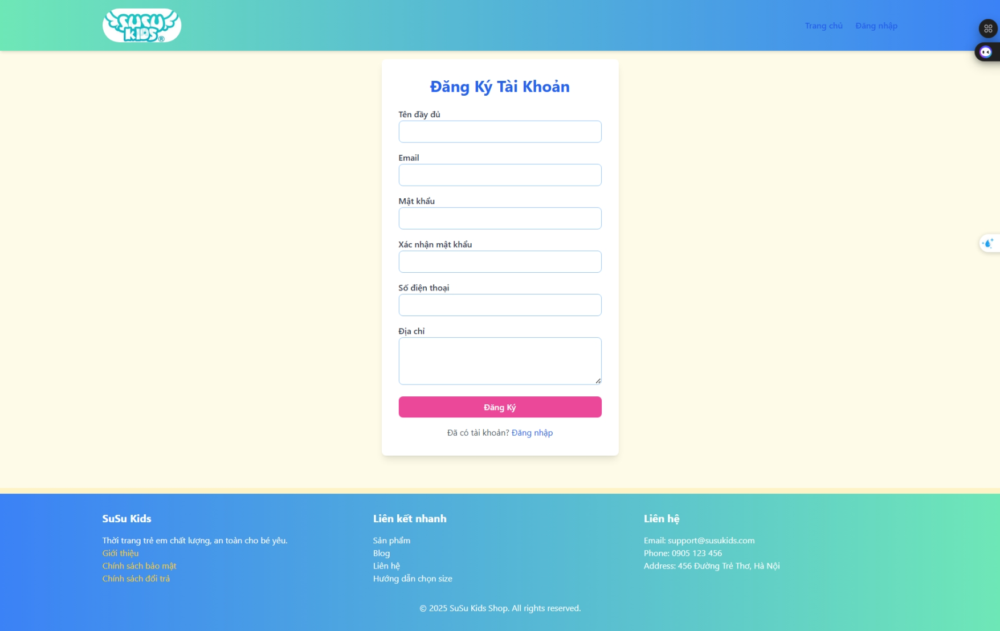 SUSU
KIDS®
Trang chủ
Đăng nhập
Đăng Ký Tài Khoản
Tên đầy đủ
Email
Mật khẩu
Xác nhận mật khẩu
Số điện thoại
Địa chỉ
Đăng Ký
Đã có tài khoản? Đăng nhập
SuSu Kids
Thời trang trẻ em chất lượng, an toàn cho bé yêu.
Giới thiệu
Chính sách bảo mật
Chính sách đổi trả
Liên kết nhanh
Sản phẩm
Blog
Liên hệ
Hướng dẫn chọn size
Liên hệ
Email: support@susukids.com
Phone: 0905 123 456
Address: 456 Đường Trẻ Thơ, Hà Nội
© 2025 SuSu Kids Shop. All rights reserved.